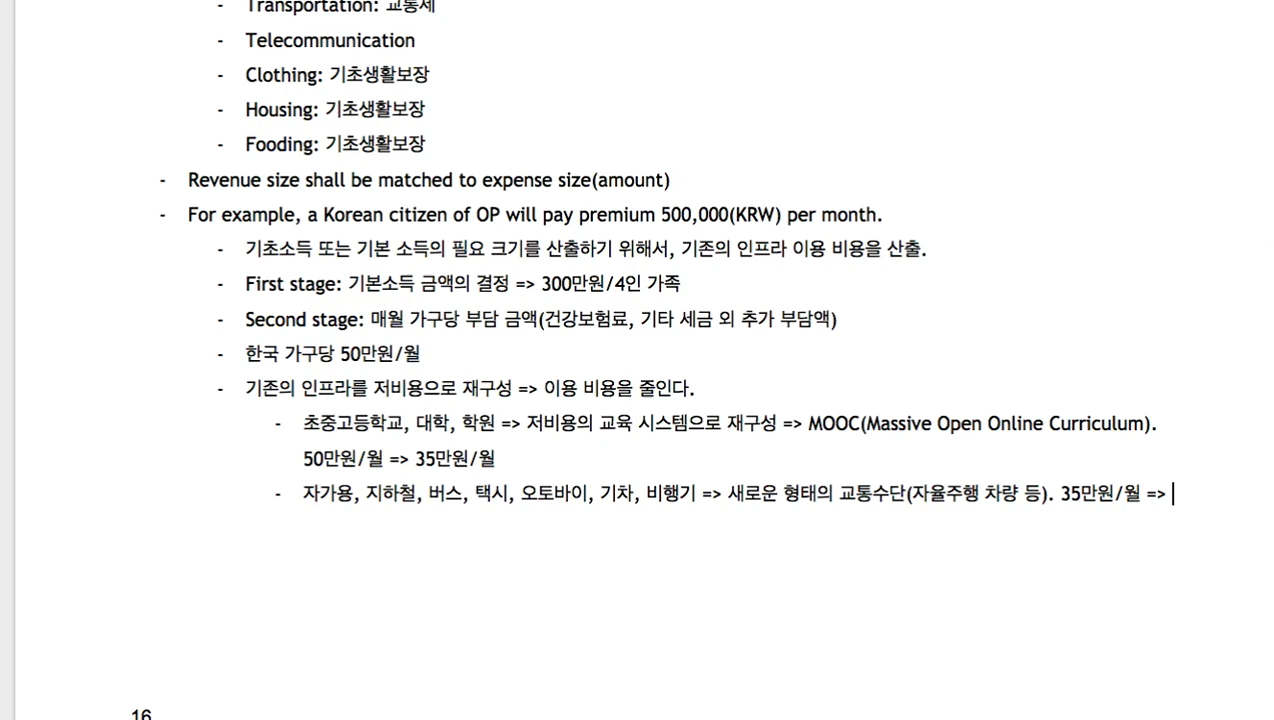 - Transportation: 교통세
- Telecommunication
- Clothing: 기초생활보장
- Housing: 기초생활보장
- Fooding: 기초생활보장
- Revenue size shall be matched to expense size(amount)
- For example, a Korean citizen of OP will pay premium 500,000(KRW) per month.
- 기초소득 또는 기본 소득의 필요 크기를 산출하기 위해서, 기존의 인프라 이용 비용을 산출.
- First stage: 기본소득 금액의 결정 => 300만원/4인 가족
- Second stage: 매월 가구당 부담 금액(건강보험료, 기타 세금 외 추가 부담액)
- 한국 가구당 50만원/월
- 기존의 인프라를 저비용으로 재구성 => 이용 비용을 줄인다.
- 초중고등학교, 대학, 학원 => 저비용의 교육 시스템으로 재구성 => MOOC(Massive Open Online Curriculum).
50만원/월 => 35만원/월
- 자가용, 지하철, 버스, 택시, 오토바이, 기차, 비행기 => 새로운 형태의 교통수단(자율주행 차량 등). 35만원/월 =>
16